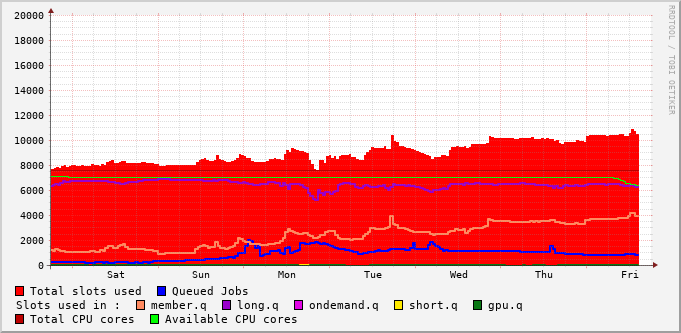 20000
18000
16000
14000
12000
10000
8000
6000
4000
2000
0
Sat Sun Mon Tue Wed Thu Fri
RRDTOOL / TOBI OETIKER
Total slots used Queued Jobs
Slots used in : member.q long.q ondemand.q short.q gpu.q
Total CPU cores Available CPU cores